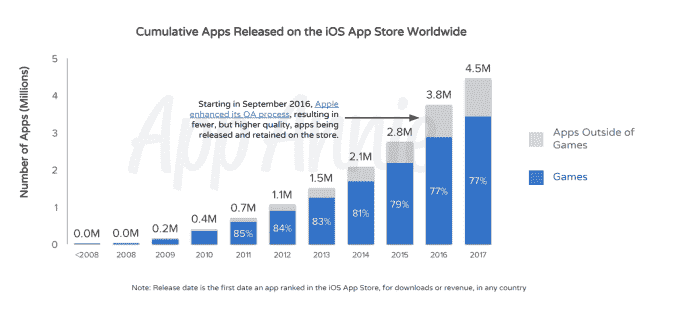 Cumulative Apps Released on the iOS App Store Worldwide
Number of Apps (Millions)
5
4
3
2
1
0
Starting in September 2016, Apple
enhanced its QA process, resulting in
fewer, but higher quality, apps being
released and retained on the store.
0.0M 0.0M 0.2M 0.4M 0.7M 1.1M 1.5M 2.1M 2.8M 3.8M 4.5M
85% 84% 83% 81% 79% 77% 77%
<2008 2008 2009 2010 2011 2012 2013 2014 2015 2016 2017
Apps Outside of
Games
Games
App Annie
Note: Release date is the first date an app ranked in the iOS App Store, for downloads or revenue, in any country